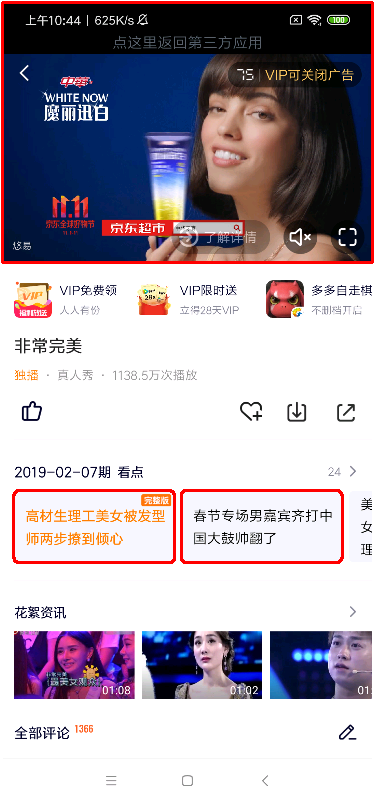 上午10:44 | 625K/s
100
点这里返回第三方应用
75 | VIP可关闭广告
中华
WHITE NOW
魔丽迅白
11.11
京东全球好物节
京东超市
了解详情
悠易
VIP
VIP免费领
人人有份
VIP限时送
立得28天VIP
多多自走棋
不删档开启
非常完美
独播 · 真人秀 · 1138.5万次播放
2019-02-07期 看点
24
完整版
高材生理工美女被发型
师两步撩到倾心
春节专场男嘉宾齐打中
国大鼓帅翻了
美
女
理
花絮资讯
01:08
01:02
全部评论 1366